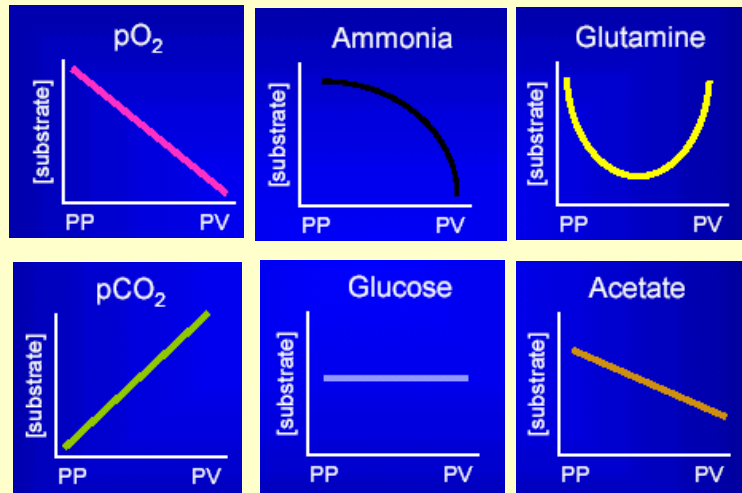 pO₂
[substrate]
PP PV
Ammonia
[substrate]
PP PV
Glutamine
[substrate]
PP PV
pCO₂
[substrate]
PP PV
Glucose
[substrate]
PP PV
Acetate
[substrate]
PP PV